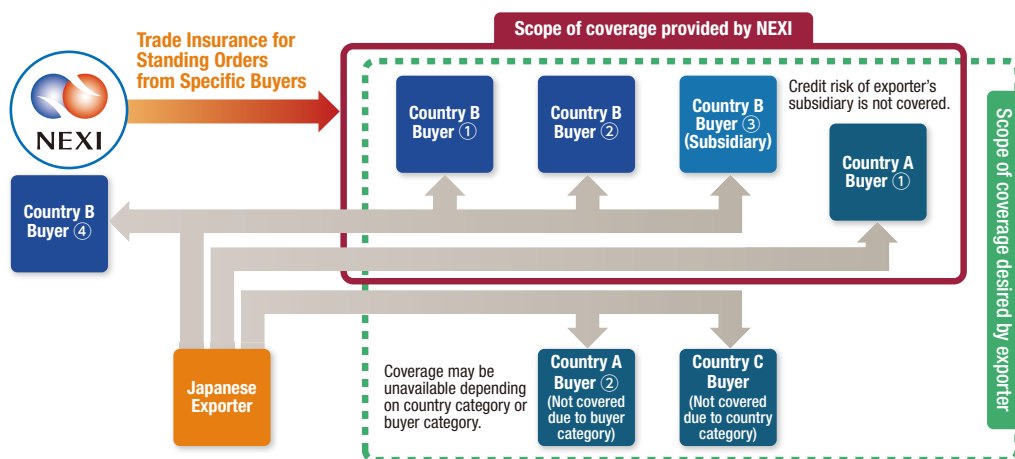 Scope of coverage provided by NEXI
Trade Insurance for
Standing Orders
from Specific Buyers
NEXI
Country B
Buyer ①
Country B
Buyer ②
Country B
Buyer ③
(Subsidiary)
Credit risk of exporter's
subsidiary is not covered.
Country A
Buyer ①
Scope of coverage desired by exporter
Country B
Buyer ④
Japanese
Exporter
Coverage may be
unavailable depending
on country category or
buyer category.
Country A
Buyer ②
(Not covered
due to buyer
category)
Country C
Buyer
(Not covered
due to country
category)